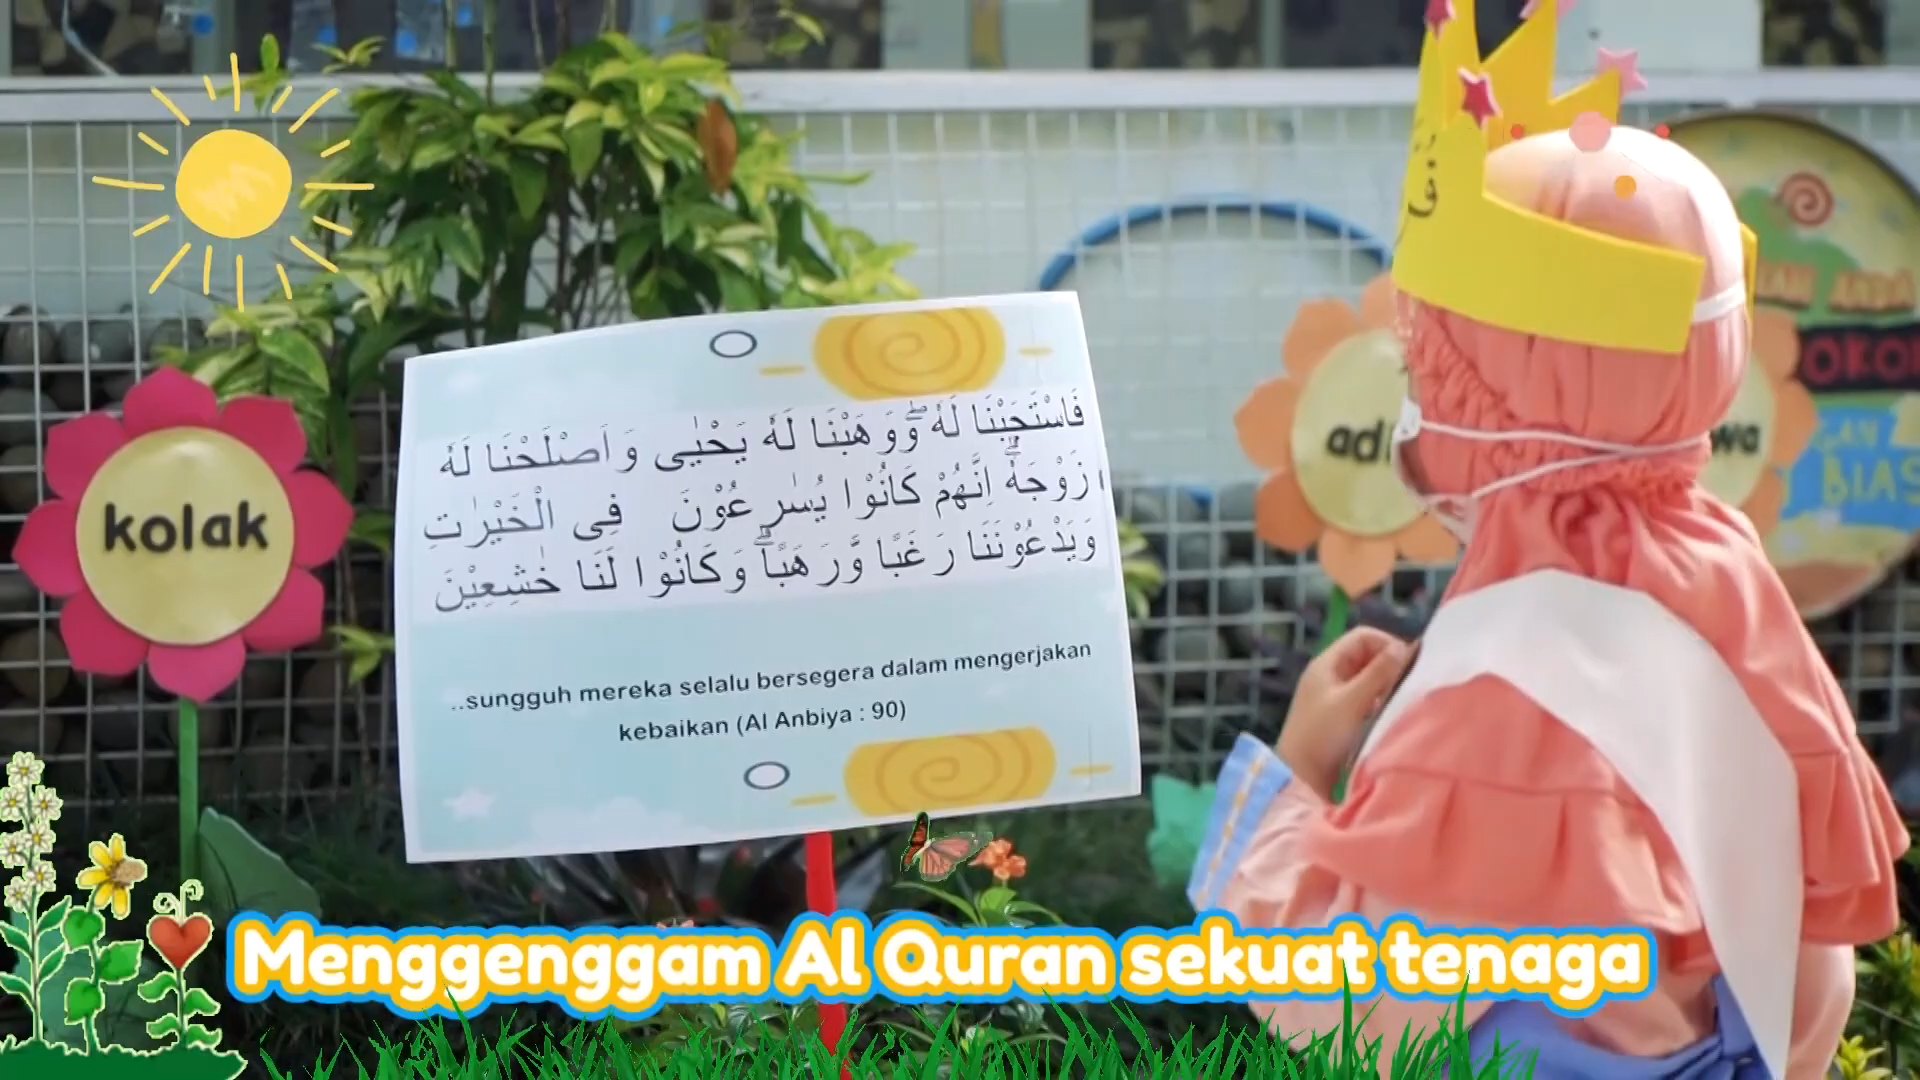 kolak
فَاسْتَجَبْنَا لَهٗ ۖوَوَهَبْنَا لَهٗ يَحْيٰى وَاَصْلَحْنَا لَهٗ
زَوْجَهٗۗ اِنَّهُمْ كَانُوْا يُسٰرِعُوْنَ فِى الْخَيْرٰتِ
وَيَدْعُوْنَنَا رَغَبًا وَّرَهَبًاۗ وَكَانُوْا لَنَا خٰشِعِيْنَ
..sungguh mereka selalu bersegera dalam mengerjakan
kebaikan (Al Anbiya : 90)
Menggenggam Al Quran sekuat tenaga